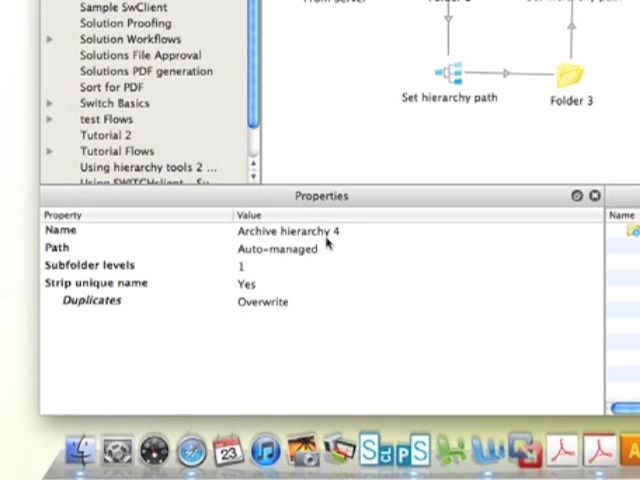 Sample SwClient
Solution Proofing
Solution Workflows
Solutions File Approval
Solutions PDF generation
Sort for PDF
Switch Basics
test Flows
Tutorial 2
Tutorial Flows
Using hierarchy tools 2 ...
Set hierarchy path
Folder 3
Properties
Property Value
Name Archive hierarchy 4
Path Auto-managed
Subfolder levels 1
Strip unique name Yes
Duplicates Overwrite
Name
23